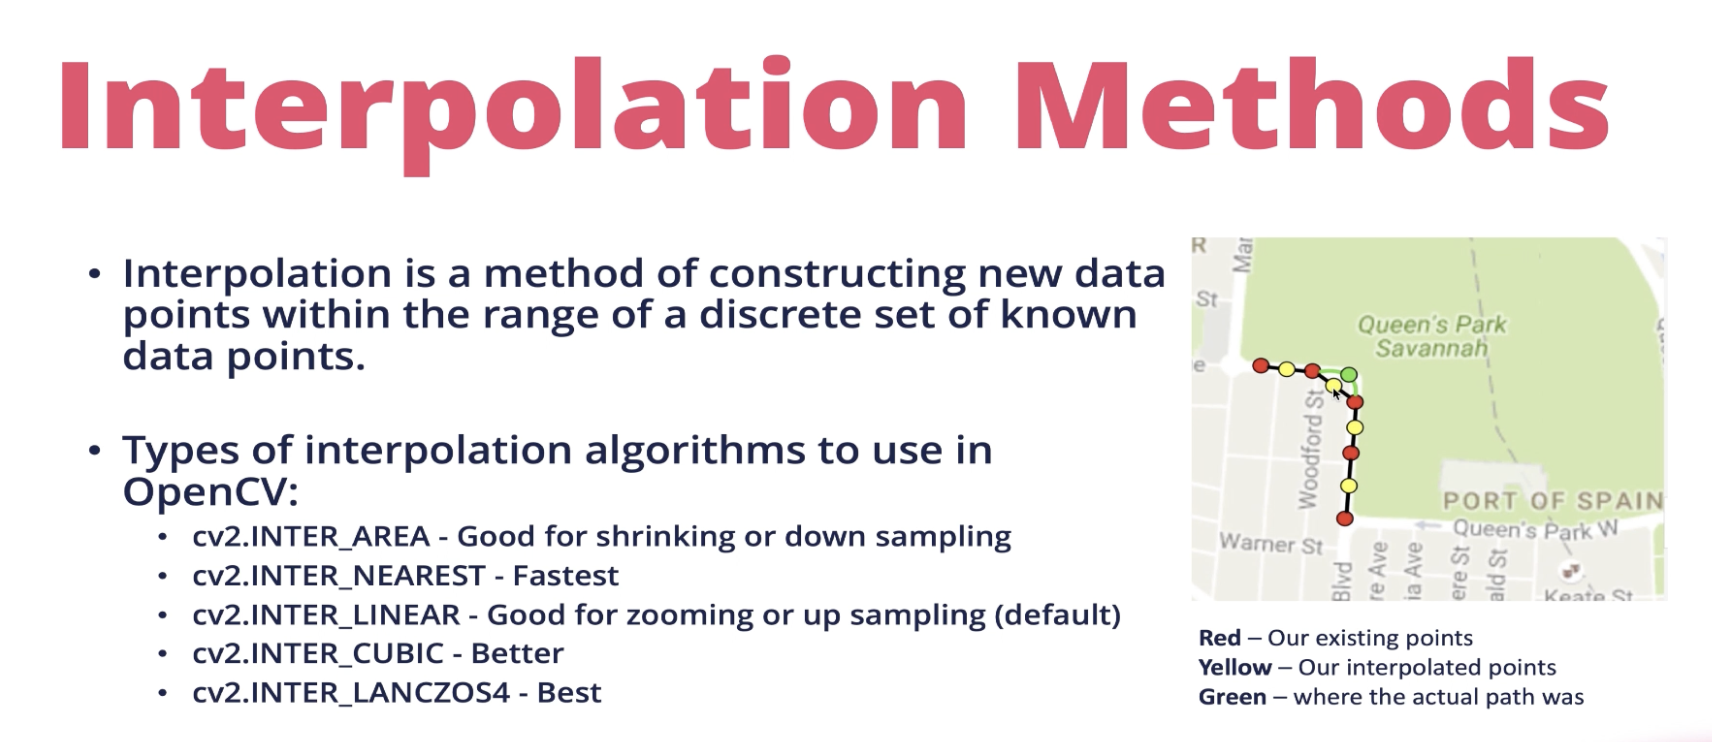 Interpolation Methods
• Interpolation is a method of constructing new data
points within the range of a discrete set of known
data points.
• Types of interpolation algorithms to use in
OpenCV:
• cv2.INTER_AREA - Good for shrinking or down sampling
• cv2.INTER_NEAREST - Fastest
• cv2.INTER_LINEAR - Good for zooming or up sampling (default)
• cv2.INTER_CUBIC - Better
• cv2.INTER_LANCZOS4 - Best
R
Mar
St
Queen's Park
Savannah
e
Woodford St
PORT OF SPAIN
Queen's Park W
Warner St
Blvd
re Ave
ia Ave
ere St
ald St
Keate St
Red – Our existing points
Yellow – Our interpolated points
Green – where the actual path was